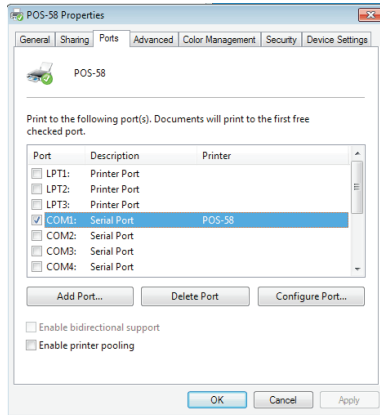 POS-58 Properties
General Sharing Ports Advanced Color Management Security Device Settings
POS-58
Print to the following port(s). Documents will print to the first free
checked port.
Port Description Printer
LPT1: Printer Port
LPT2: Printer Port
LPT3: Printer Port
COM1: Serial Port POS-58
COM2: Serial Port
COM3: Serial Port
COM4: Serial Port
Add Port... Delete Port Configure Port...
Enable bidirectional support
Enable printer pooling
OK Cancel Apply